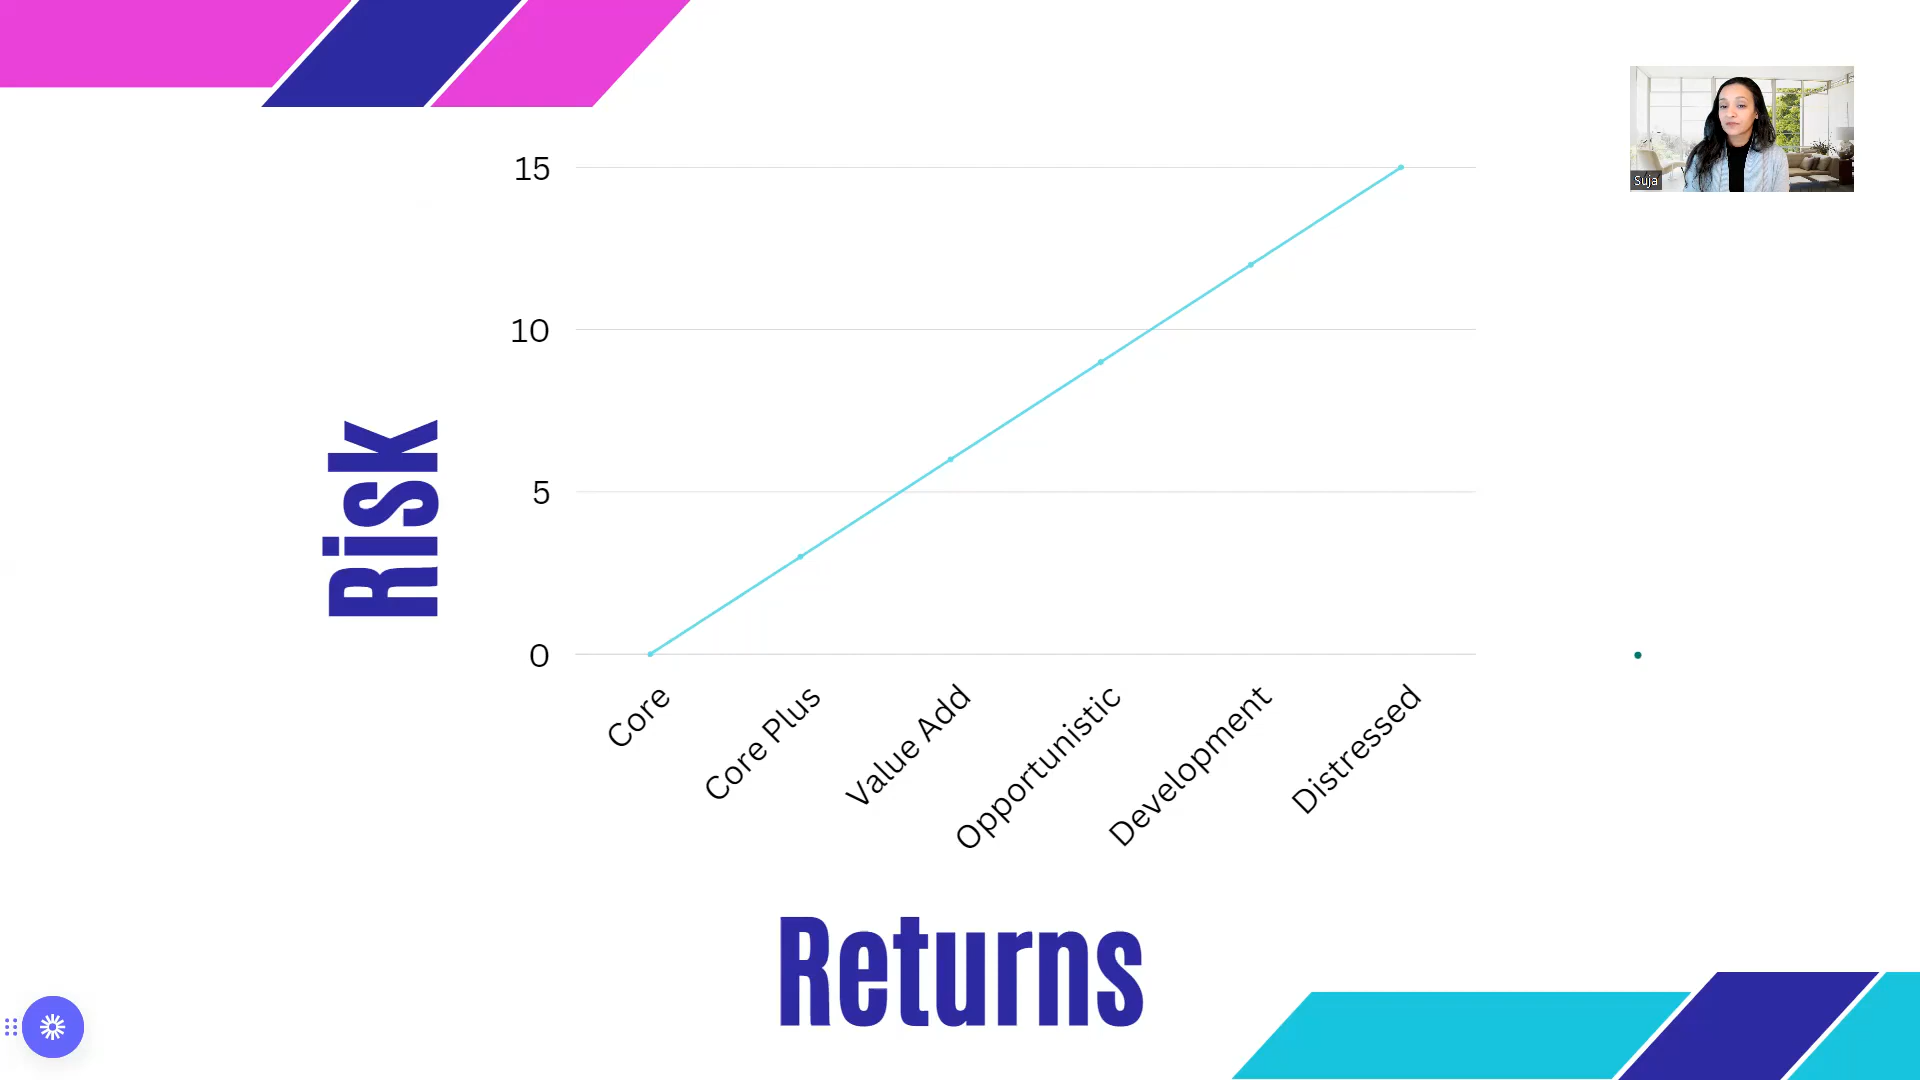 Suja
15
10
5
0
Risk
Core
Core Plus
Value Add
Opportunistic
Development
Distressed
Returns